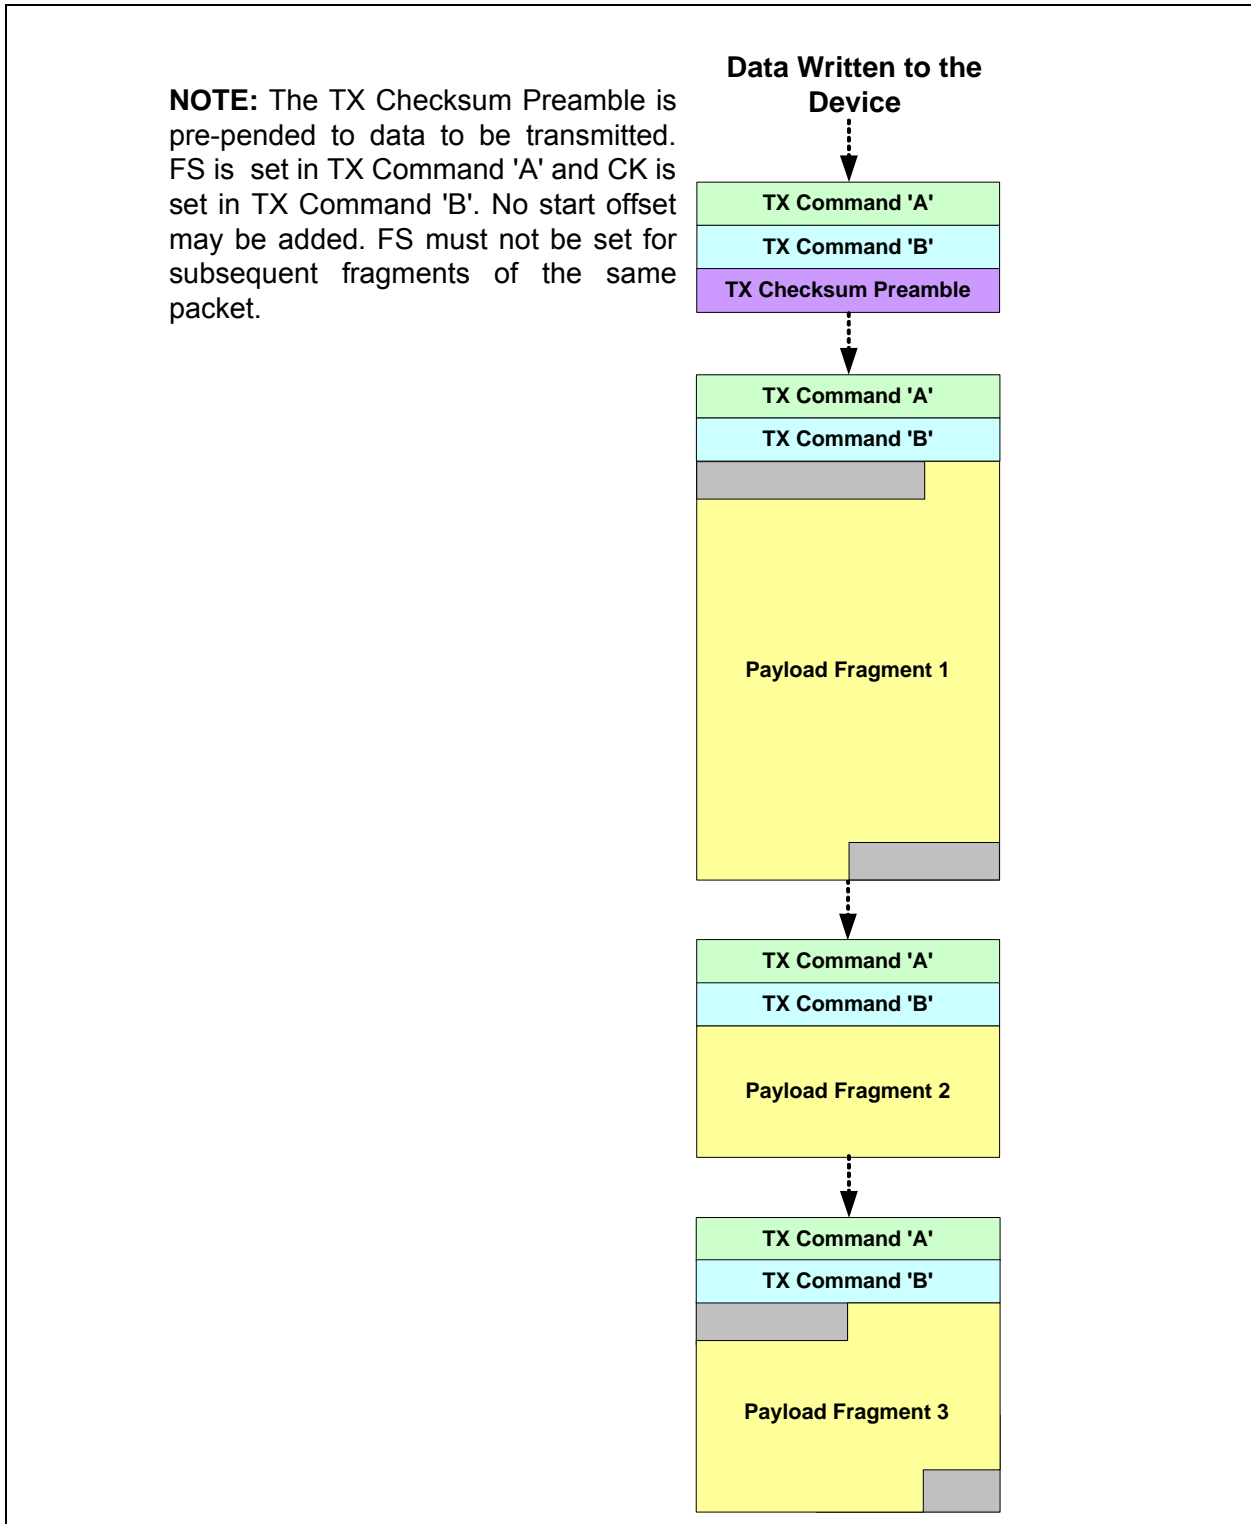 Data Written to the
Device
NOTE: The TX Checksum Preamble is
pre-pended to data to be transmitted.
FS is set in TX Command 'A' and CK is
set in TX Command 'B'. No start offset
may be added. FS must not be set for
subsequent fragments of the same
packet.
TX Command 'A'
TX Command 'B'
TX Checksum Preamble
TX Command 'A'
TX Command 'B'
Payload Fragment 1
TX Command 'A'
TX Command 'B'
Payload Fragment 2
TX Command 'A'
TX Command 'B'
Payload Fragment 3